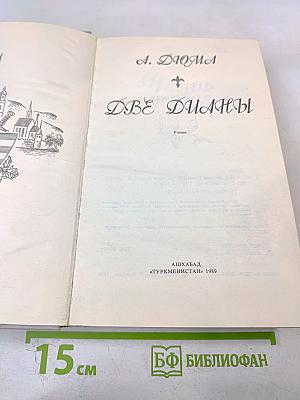 А. ДЮМА
ДВЕ ДИАНЫ
Роман
АШХАБАД
«ТУРКМЕНИСТАН» 1989
15 см
БФ БИБЛИОФАН